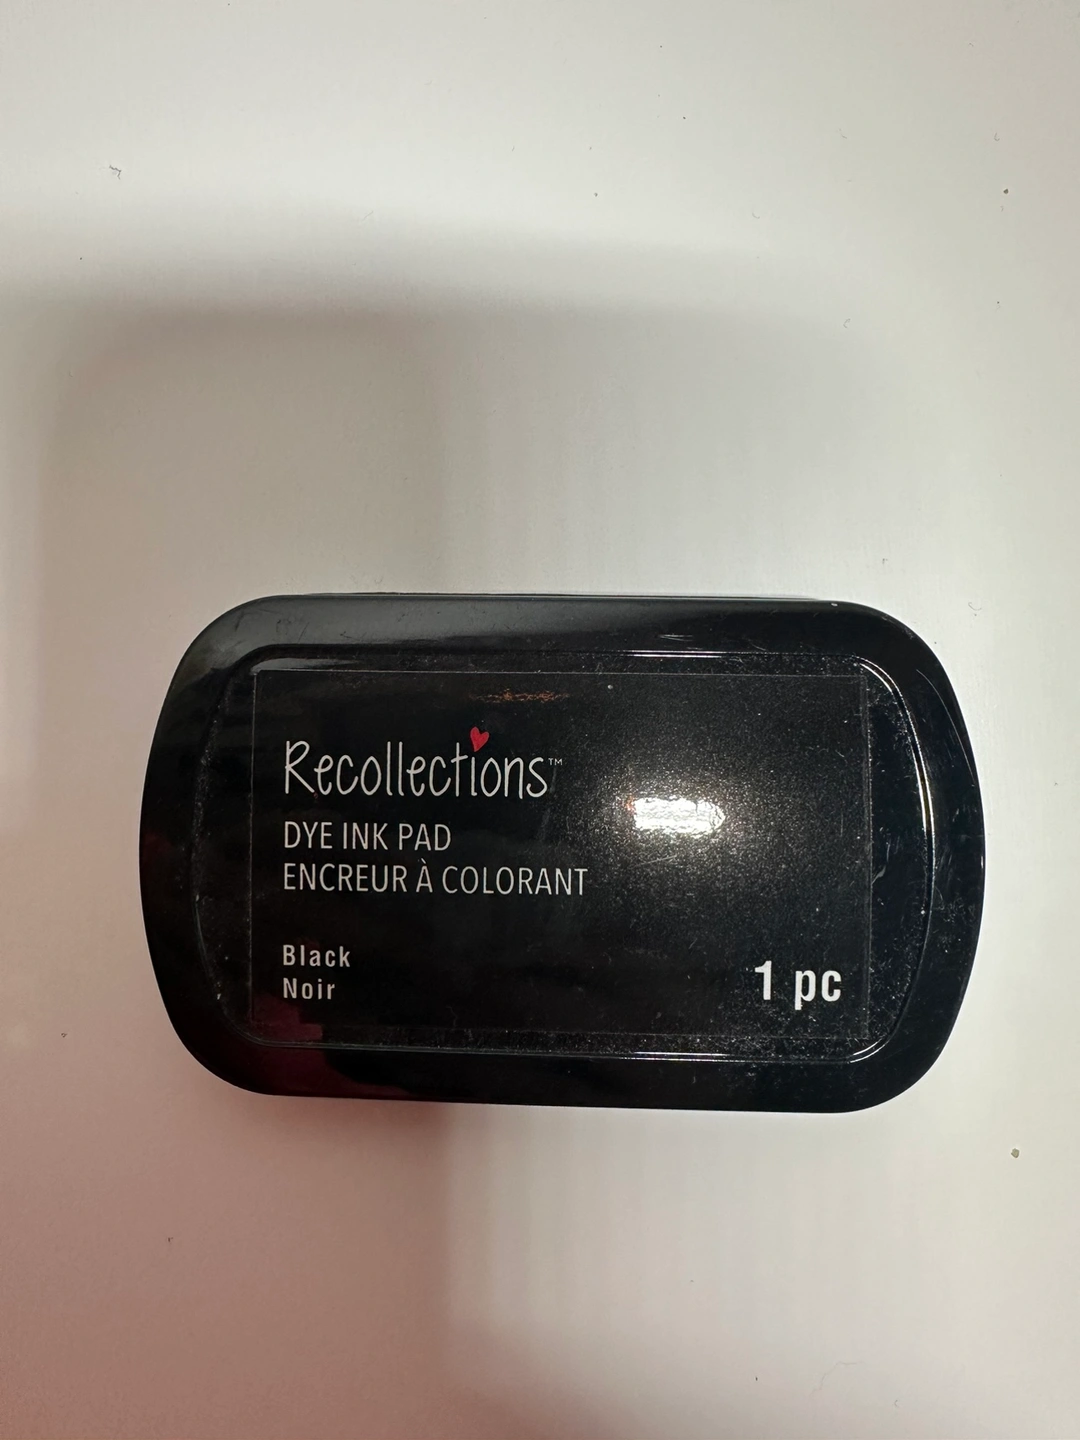 Recollections™
DYE INK PAD
ENCREUR À COLORANT
Black
Noir
1 pc